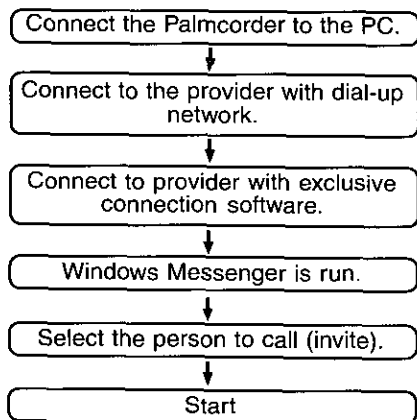 Connect the Palmcorder to the PC.
Connect to the provider with dial-up
network.
Connect to provider with exclusive
connection software.
Windows Messenger is run.
Select the person to call (invite).
Start